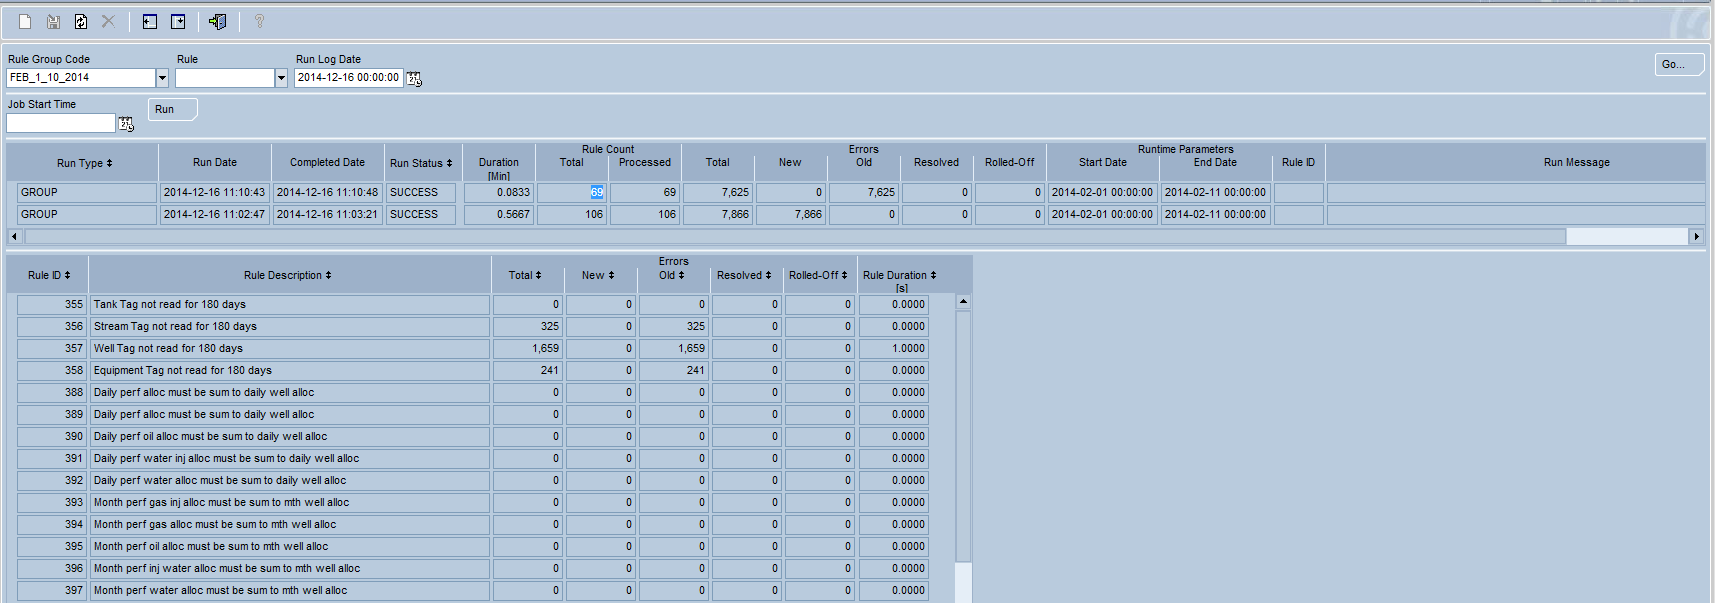 Rule Group Code Rule Run Log Date
FEB_1_10_2014 2014-12-16 00:00:00 Go...
Job Start Time Run
Rule Count Errors Runtime Parameters
Run Type Run Date Completed Date Run Status Duration Total Processed Total New Old Resolved Rolled-Off Start Date End Date Rule ID Run Message
[Min]
GROUP 2014-12-16 11:10:43 2014-12-16 11:10:48 SUCCESS 0.0833 69 69 7,625 0 7,625 0 0 2014-02-01 00:00:00 2014-02-11 00:00:00
GROUP 2014-12-16 11:02:47 2014-12-16 11:03:21 SUCCESS 0.5667 106 106 7,866 7,866 0 0 0 2014-02-01 00:00:00 2014-02-11 00:00:00
Errors
Rule ID Rule Description Total New Old Resolved Rolled-Off Rule Duration
[s]
355 Tank Tag not read for 180 days 0 0 0 0 0 0.0000
356 Stream Tag not read for 180 days 325 0 325 0 0 0.0000
357 Well Tag not read for 180 days 1,659 0 1,659 0 0 1.0000
358 Equipment Tag not read for 180 days 241 0 241 0 0 0.0000
388 Daily perf alloc must be sum to daily well alloc 0 0 0 0 0 0.0000
389 Daily perf alloc must be sum to daily well alloc 0 0 0 0 0 0.0000
390 Daily perf oil alloc must be sum to daily well alloc 0 0 0 0 0 0.0000
391 Daily perf water inj alloc must be sum to daily well alloc 0 0 0 0 0 0.0000
392 Daily perf water alloc must be sum to daily well alloc 0 0 0 0 0 0.0000
393 Month perf gas inj alloc must be sum to mth well alloc 0 0 0 0 0 0.0000
394 Month perf gas alloc must be sum to mth well alloc 0 0 0 0 0 0.0000
395 Month perf oil alloc must be sum to mth well alloc 0 0 0 0 0 0.0000
396 Month perf inj water alloc must be sum to mth well alloc 0 0 0 0 0 0.0000
397 Month perf water alloc must be sum to mth well alloc 0 0 0 0 0 0.0000